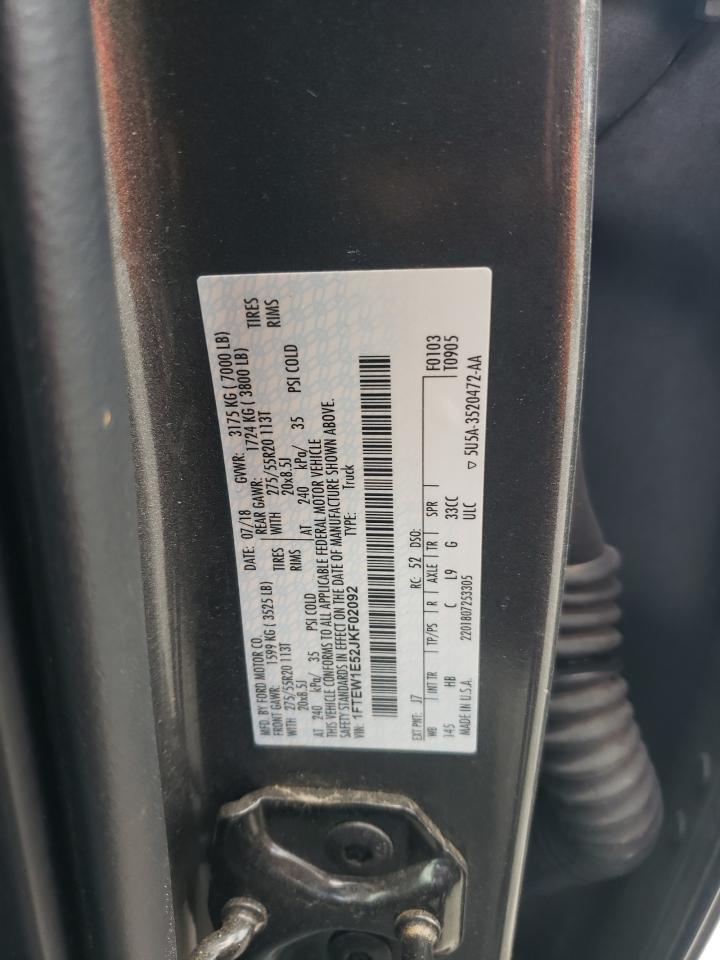 MFD. BY FORD MOTOR CO.
DATE: 07/18 GVWR: 3175 KG ( 7000 LB)
FRONT GAWR: 1599 KG ( 3525 LB) REAR GAWR: 1724 KG ( 3800 LB)
WITH 275/55R20 113T WITH 275/55R20 113T TIRES
20x8.5J RIMS 20x8.5J RIMS
AT 240 kPa/ 35 PSI COLD AT 240 kPa/ 35 PSI COLD
THIS VEHICLE CONFORMS TO ALL APPLICABLE FEDERAL MOTOR VEHICLE
SAFETY STANDARDS IN EFFECT ON THE DATE OF MANUFACTURE SHOWN ABOVE.
VIN: 1FTEW1E52JKF02092 TYPE: Truck
EXT PNT: J7 RC: 52 DSO: F0103
WB INT TR TP/PS R AXLE TR SPR T0905
145 HB C L9 G 33CC
MADE IN U.S.A. 2201807253305 ULC ▽ 5U5A-3520472-AA